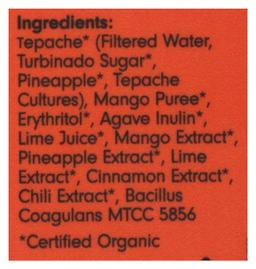 Ingredients:
Tepache* (Filtered Water,
Turbinado Sugar*,
Pineapple*, Tepache
Cultures), Mango Puree*,
Erythritol*, Agave Inulin*,
Lime Juice*, Mango Extract*,
Pineapple Extract*, Lime
Extract*, Cinnamon Extract*,
Chili Extract*, Bacillus
Coagulans MTCC 5856
*Certified Organic